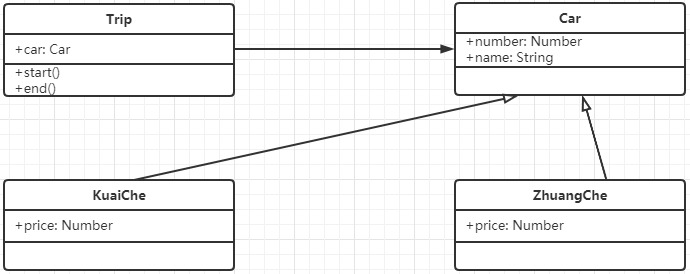 Trip
+car: Car
+start()
+end()
Car
+number: Number
+name: String
KuaiChe
+price: Number
ZhuangChe
+price: Number